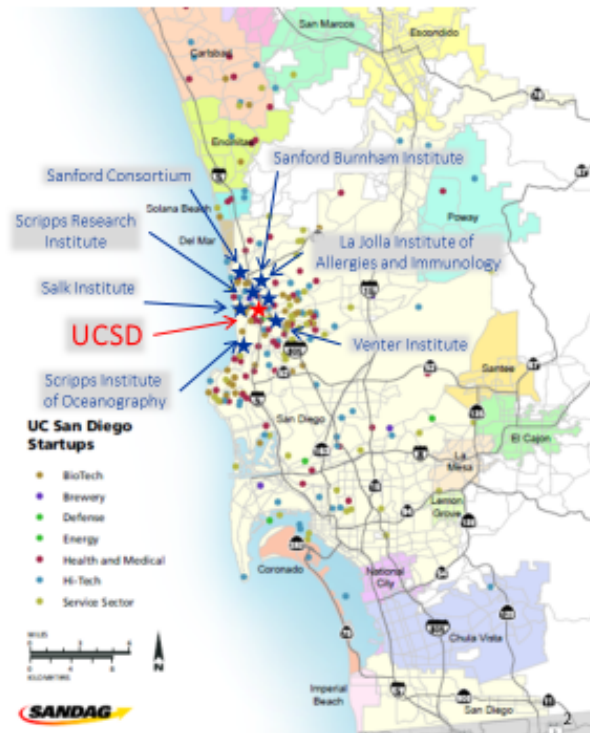 San Marcos
Escondido
Carlsbad
Encinitas
Sanford Consortium
Sanford Burnham Institute
Solana Beach
Poway
Scripps Research
Institute
Del Mar
La Jolla Institute of
Allergies and Immunology
Salk Institute
UCSD
Venter Institute
Scripps Institute
of Oceanography
Santee
San Diego
El Cajon
La
Mesa
Lemon
Grove
UC San Diego
Startups
BioTech
Brewery
Defense
Energy
Health and Medical
Hi-Tech
Service Sector
Coronado
National
City
Chula Vista
MILES
KILOMETERS
N
Imperial
Beach
San Diego
SANDAG
2